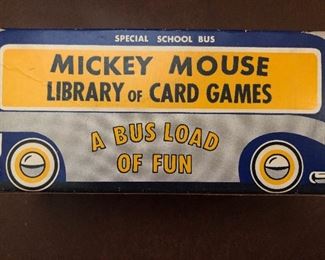 SPECIAL SCHOOL BUS
MICKEY MOUSE
LIBRARY OF CARD GAMES
A BUS LOAD
OF FUN